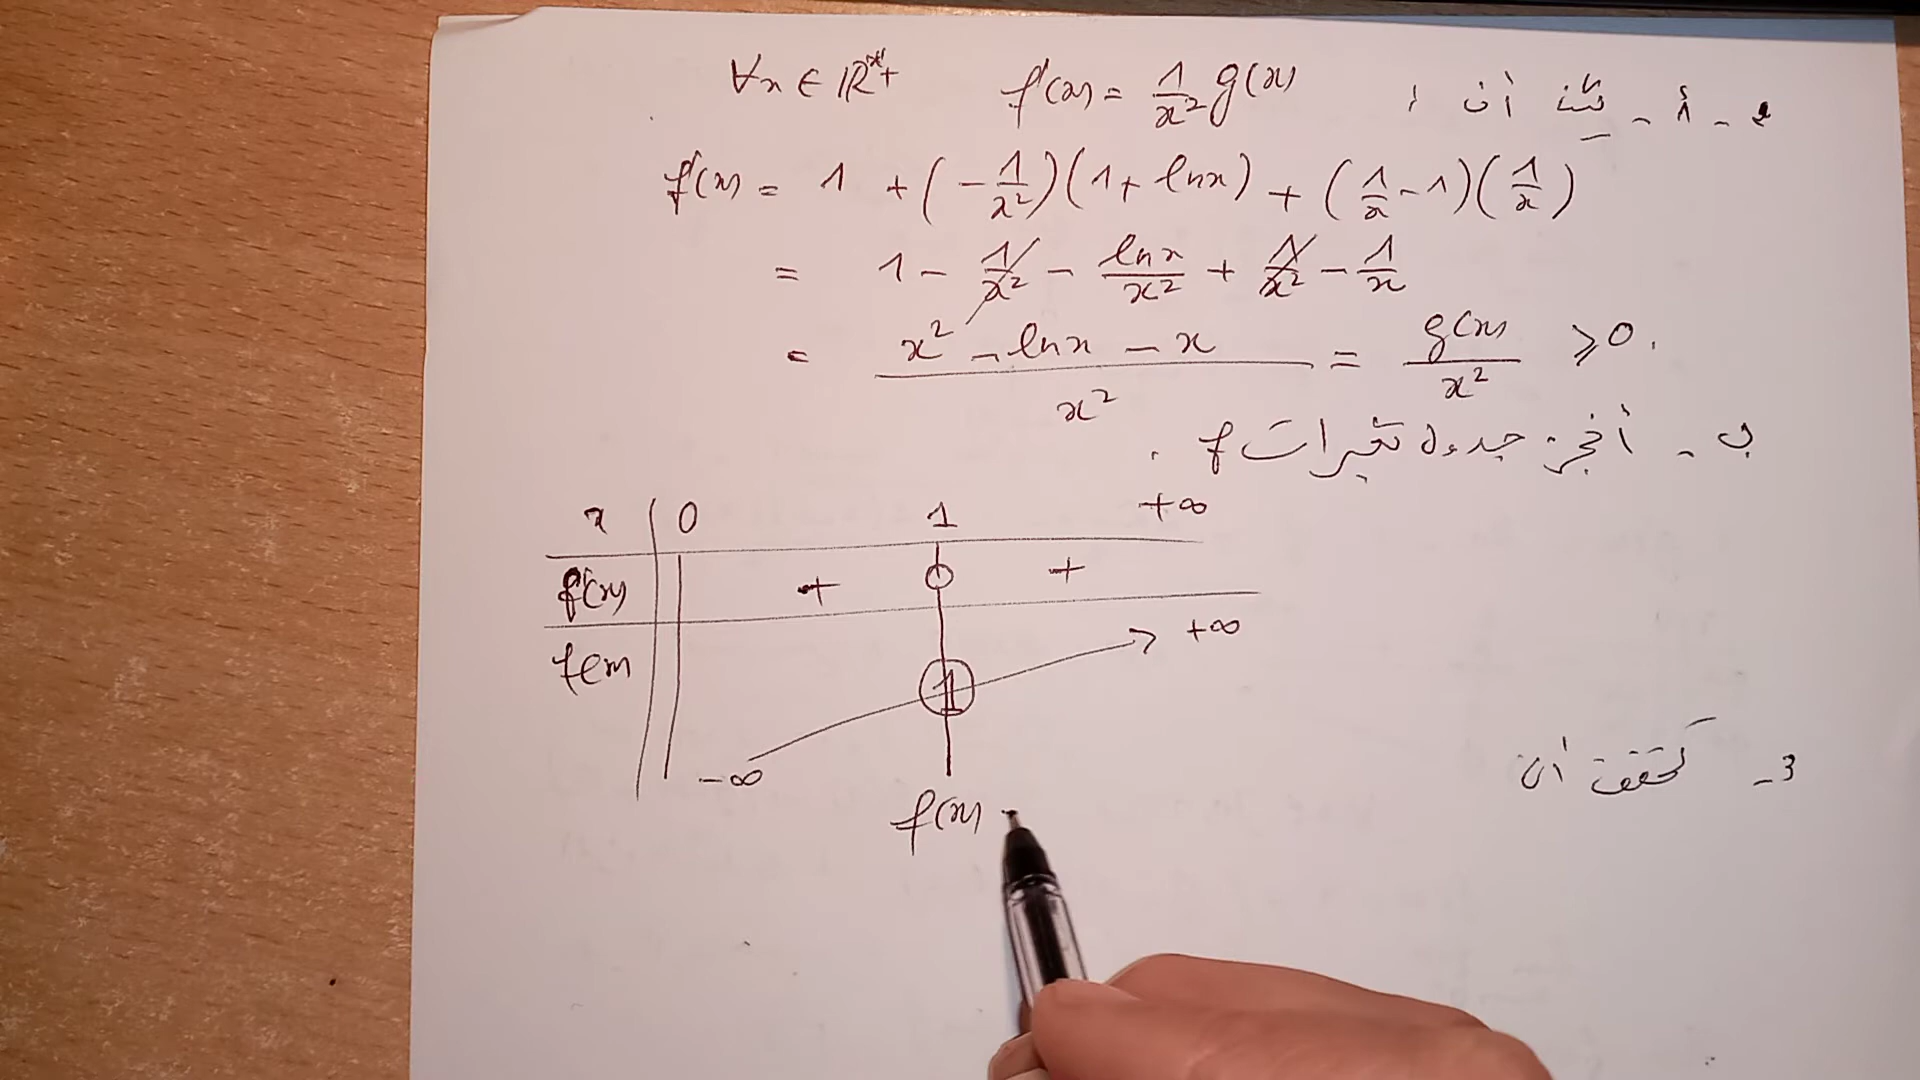 2 - أ - بين أن : f'(x) = 1/x² g(x) ∀x ∈ ℝ*+
f'(x) = 1 + (-1/x²)(1 + ln x) + (1/x - 1)(1/x)
= 1 - 1/x² - ln x/x² + 1/x² - 1/x
= (x² - ln x - x)/x² = g(x)/x² ≥ 0.
ب - أنجز جدول تغيرات f .
x 0 1 +∞
f'(x) + 0 +
f(x) -∞ 1 +∞
3 - تحقق أن
f(x)